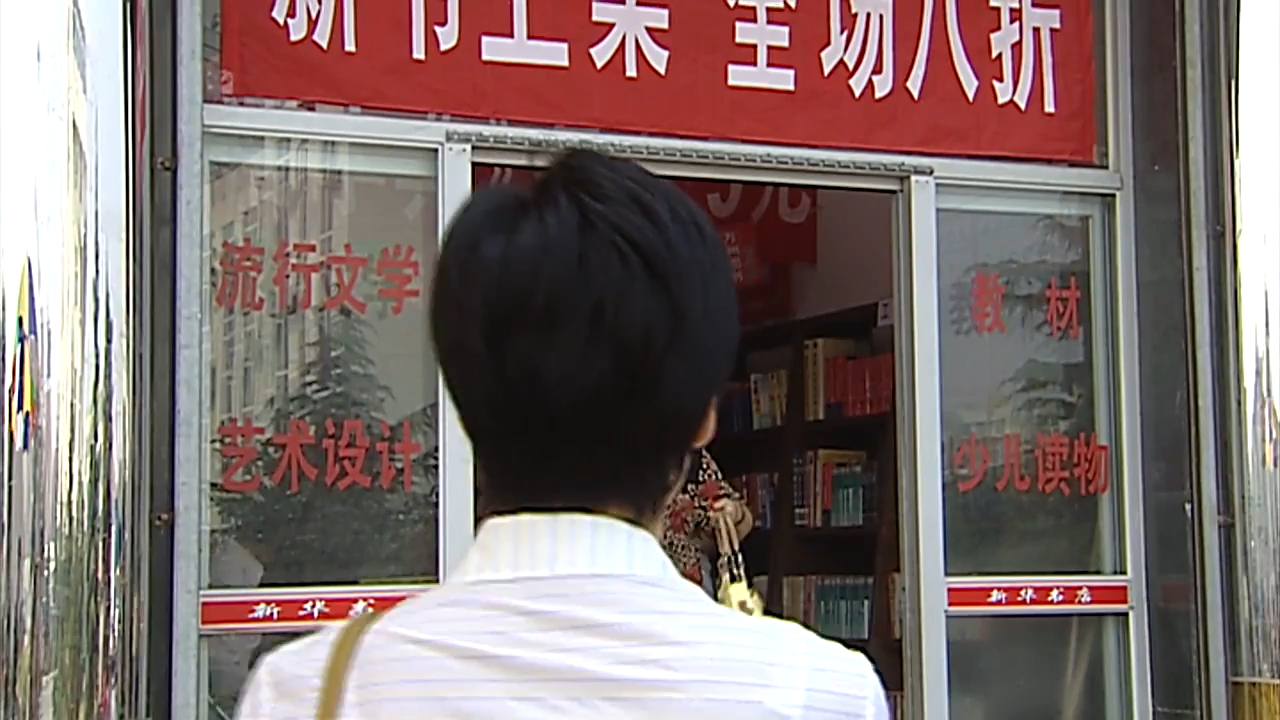 新书上架 全场八折
元
流行文学
教 材
艺术设计
少儿读物
新华书
新华书店